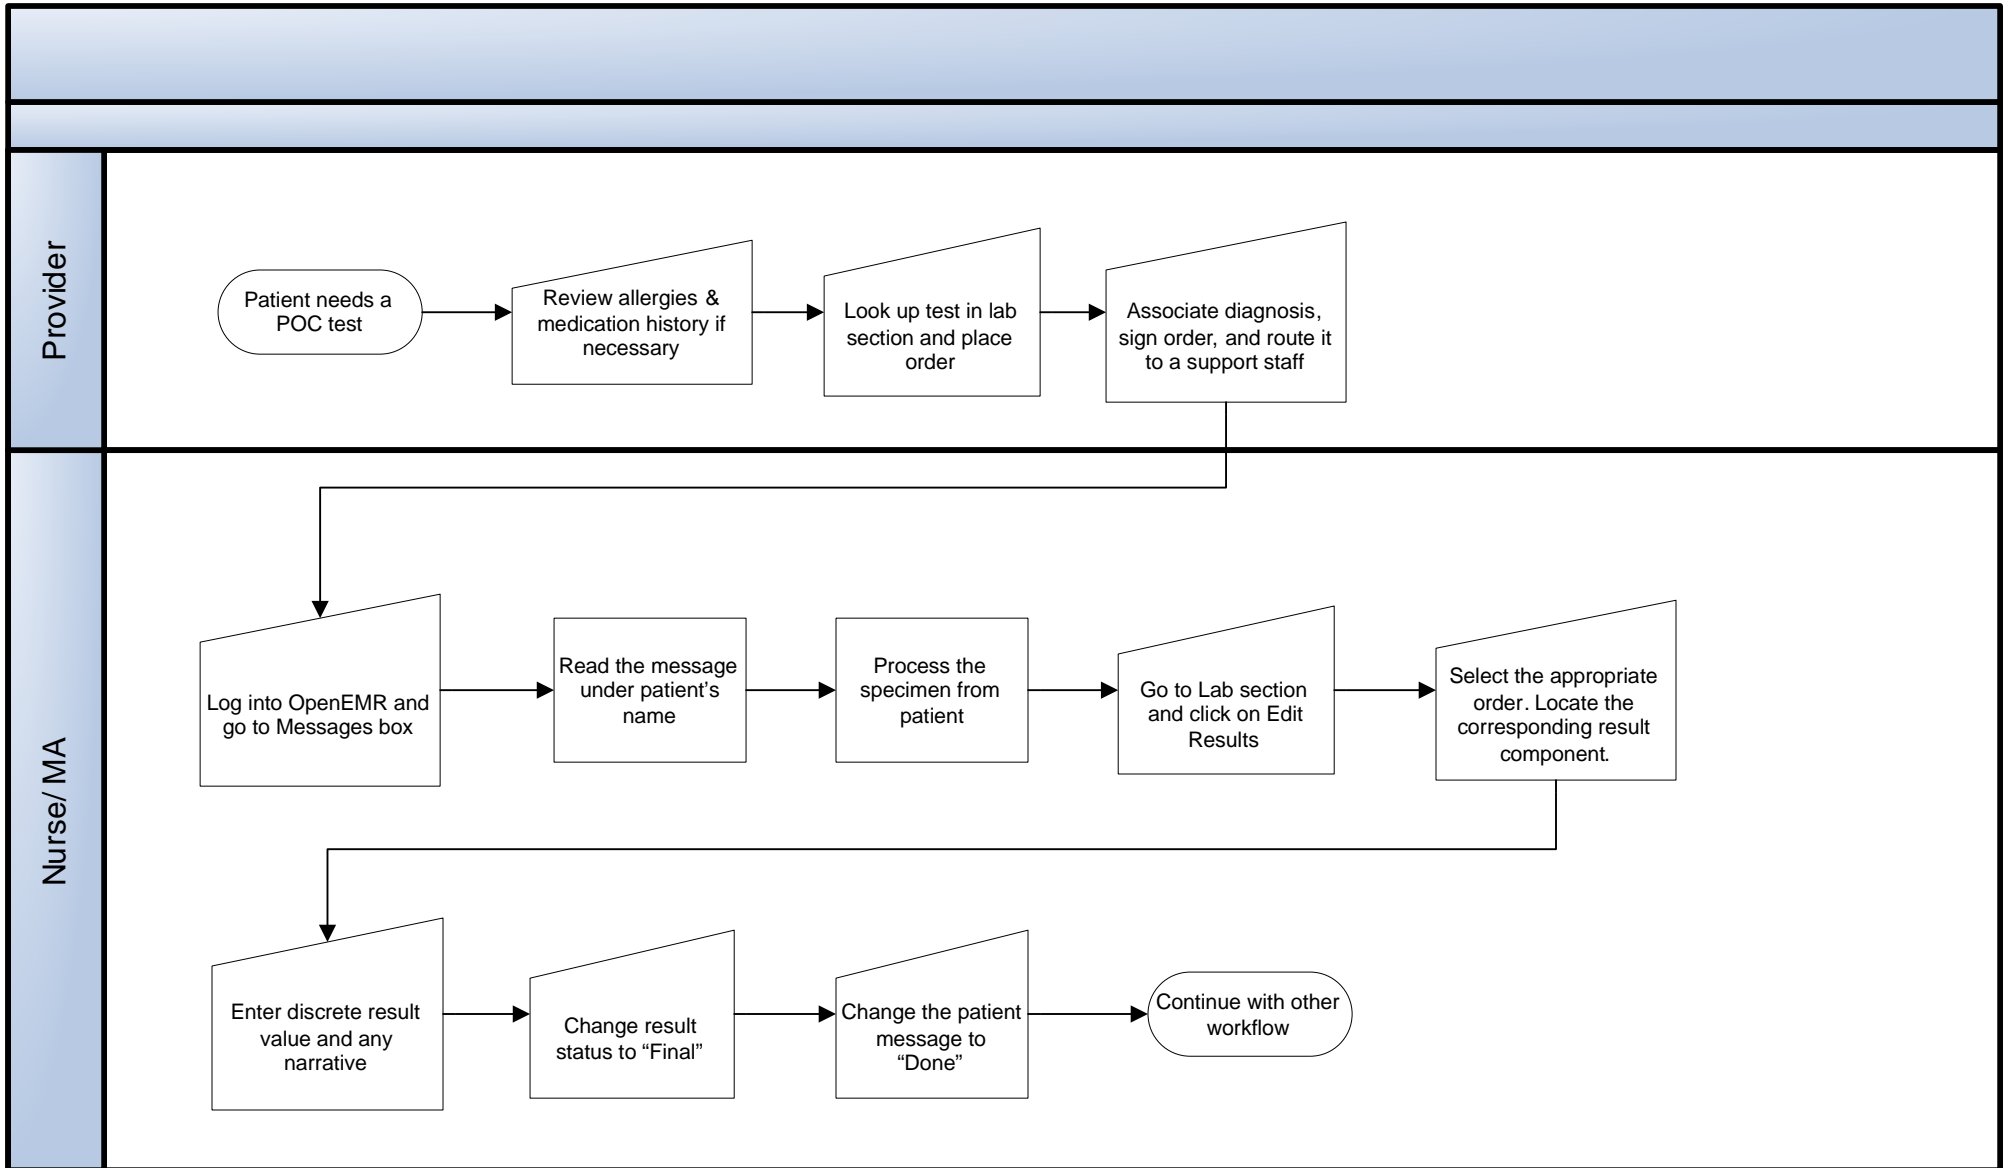 Provider
Patient needs a
POC test
Review allergies &
medication history if
necessary
Look up test in lab
section and place
order
Associate diagnosis,
sign order, and route it
to a support staff
Nurse/ MA
Log into OpenEMR and
go to Messages box
Read the message
under patient’s
name
Process the
specimen from
patient
Go to Lab section
and click on Edit
Results
Select the appropriate
order. Locate the
corresponding result
component.
Enter discrete result
value and any
narrative
Change result
status to “Final”
Change the patient
message to
“Done”
Continue with other
workflow